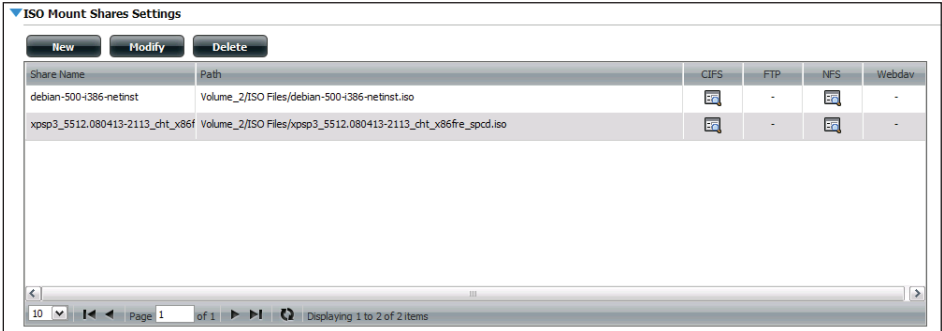 ISO Mount Shares Settings
New Modify Delete
Share Name Path CIFS FTP NFS Webdav
debian-500-i386-netinst Volume_2/ISO Files/debian-500-i386-netinst.iso - -
xpsp3_5512.080413-2113_cht_x86f Volume_2/ISO Files/xpsp3_5512.080413-2113_cht_x86fre_spcd.iso - -
10 Page 1 of 1 Displaying 1 to 2 of 2 items